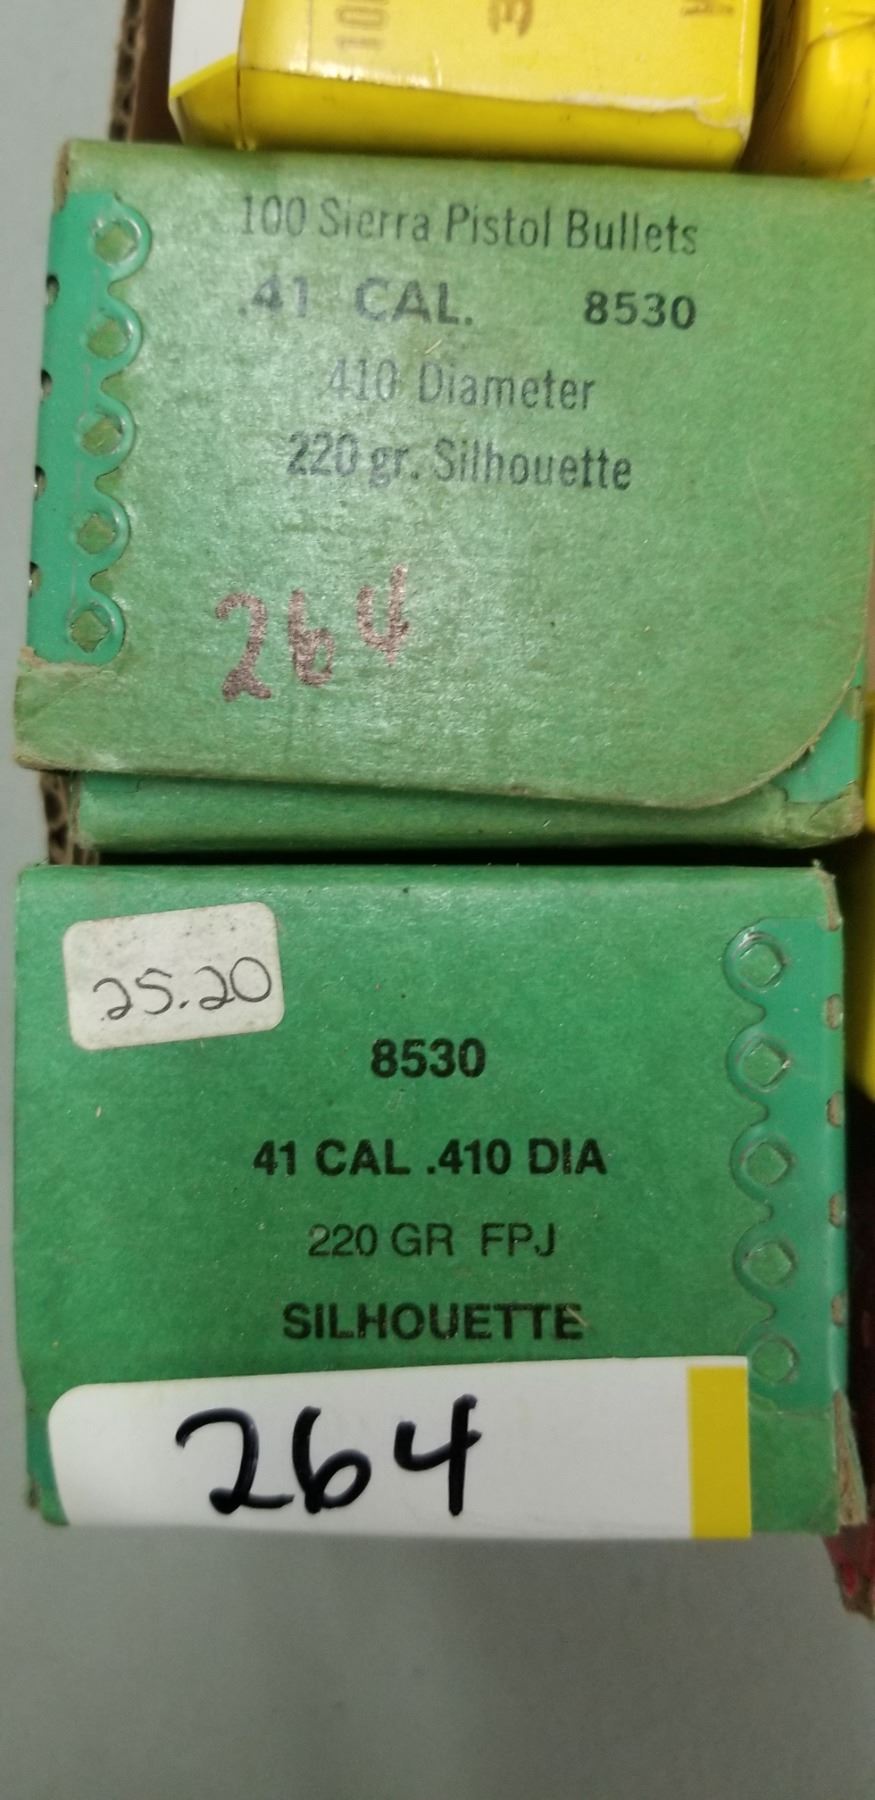 100 Sierra Pistol Bullets
.41 CAL. 8530
.410 Diameter
220 gr. Silhouette
264
25.20
8530
41 CAL .410 DIA
220 GR FPJ
SILHOUETTE
264